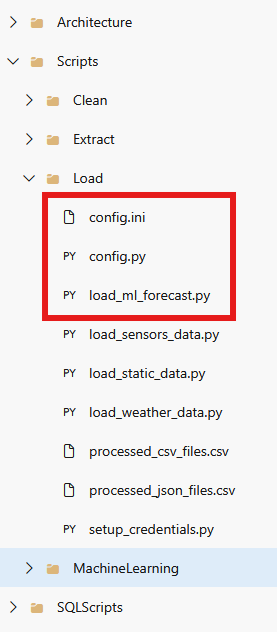 Architecture
Scripts
Clean
Extract
Load
config.ini
PY config.py
PY load_ml_forecast.py
PY load_sensors_data.py
PY load_static_data.py
PY load_weather_data.py
processed_csv_files.csv
processed_json_files.csv
PY setup_credentials.py
MachineLearning
SQLScripts